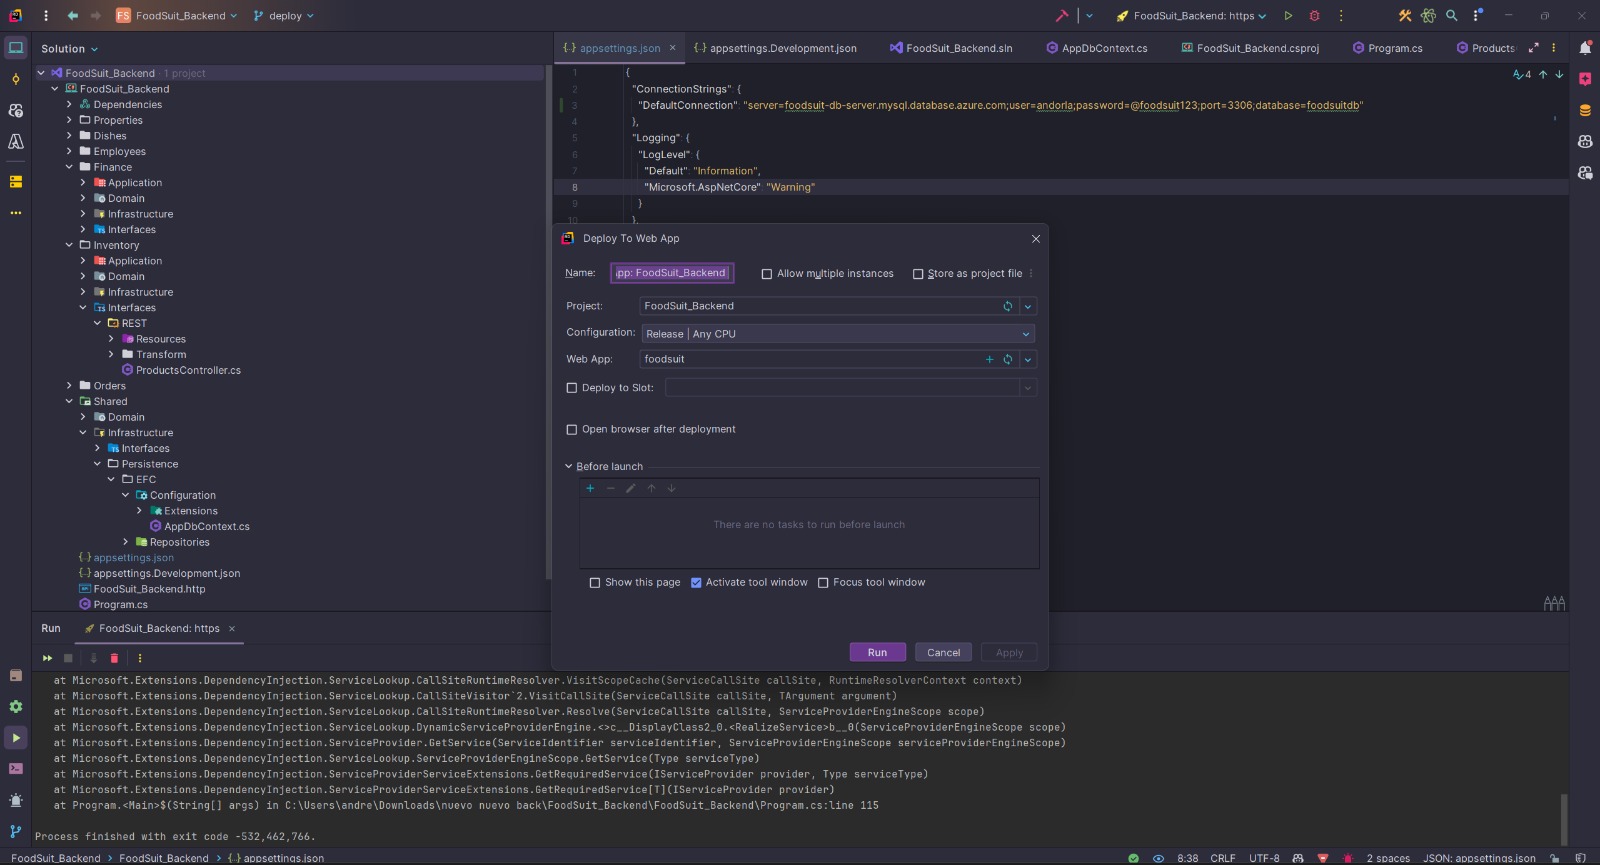 FS FoodSuit_Backend deploy FoodSuit_Backend: https
Solution
appsettings.json appsettings.Development.json FoodSuit_Backend.sln AppDbContext.cs FoodSuit_Backend.csproj Program.cs Products
FoodSuit_Backend · 1 project
FoodSuit_Backend
Dependencies
Properties
Dishes
Employees
Finance
Application
Domain
Infrastructure
Interfaces
Inventory
Application
Domain
Infrastructure
Interfaces
REST
Resources
Transform
ProductsController.cs
Orders
Shared
Domain
Infrastructure
Interfaces
Persistence
EFC
Configuration
Extensions
AppDbContext.cs
Repositories
appsettings.json
appsettings.Development.json
FoodSuit_Backend.http
Program.cs
4
1 {
2 "ConnectionStrings": {
3 "DefaultConnection": "server=foodsuit-db-server.mysql.database.azure.com;user=andorla;password=@foodsuit123;port=3306;database=foodsuitdb"
4 },
5 "Logging": {
6 "LogLevel": {
7 "Default": "Information",
8 "Microsoft.AspNetCore": "Warning"
9 }
10 },
Deploy To Web App
Name: pp: FoodSuit_Backend Allow multiple instances Store as project file
Project: FoodSuit_Backend
Configuration: Release | Any CPU
Web App: foodsuit
Deploy to Slot:
Open browser after deployment
Before launch
There are no tasks to run before launch
Show this page Activate tool window Focus tool window
Run Cancel Apply
Run FoodSuit_Backend: https
at Microsoft.Extensions.DependencyInjection.ServiceLookup.CallSiteRuntimeResolver.VisitScopeCache(ServiceCallSite callSite, RuntimeResolverContext context)
at Microsoft.Extensions.DependencyInjection.ServiceLookup.CallSiteVisitor`2.VisitCallSite(ServiceCallSite callSite, TArgument argument)
at Microsoft.Extensions.DependencyInjection.ServiceLookup.CallSiteRuntimeResolver.Resolve(ServiceCallSite callSite, ServiceProviderEngineScope scope)
at Microsoft.Extensions.DependencyInjection.ServiceLookup.DynamicServiceProviderEngine.<>c__DisplayClass2_0.<RealizeService>b__0(ServiceProviderEngineScope scope)
at Microsoft.Extensions.DependencyInjection.ServiceProvider.GetService(ServiceIdentifier serviceIdentifier, ServiceProviderEngineScope serviceProviderEngineScope)
at Microsoft.Extensions.DependencyInjection.ServiceLookup.ServiceProviderEngineScope.GetService(Type serviceType)
at Microsoft.Extensions.DependencyInjection.ServiceProviderServiceExtensions.GetRequiredService(IServiceProvider provider, Type serviceType)
at Microsoft.Extensions.DependencyInjection.ServiceProviderServiceExtensions.GetRequiredService[T](IServiceProvider provider)
at Program.<Main>$(String[] args) in C:\Users\andre\Downloads\nuevo nuevo back\FoodSuit_Backend\FoodSuit_Backend\Program.cs:line 115
Process finished with exit code -532,462,766.
FoodSuit_Backend > FoodSuit_Backend > appsettings.json 8:38 CRLF UTF-8 2 spaces JSON: appsettings.json